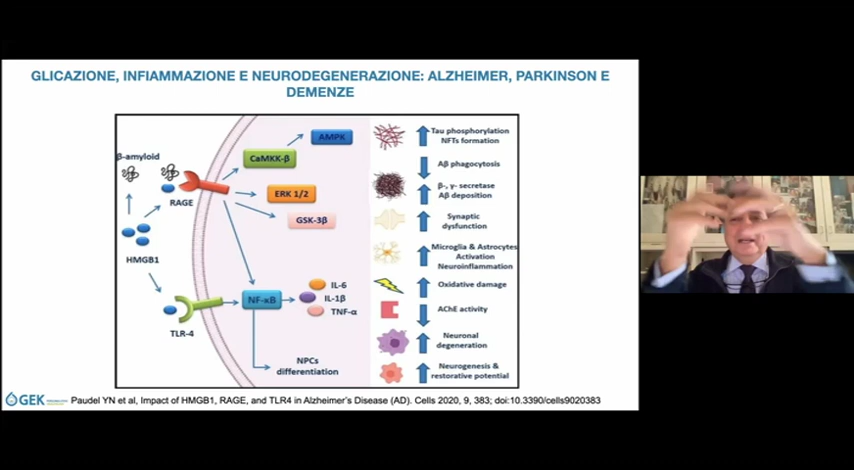 GLICAZIONE, INFIAMMAZIONE E NEURODEGENERAZIONE: ALZHEIMER, PARKINSON E
DEMENZE
β-amyloid
RAGE
HMGB1
TLR-4
CaMKK-β
AMPK
ERK 1/2
GSK-3β
NF-κB
IL-6
IL-1β
TNF-α
NPCs
differentiation
Tau phosphorylation
NFTs formation
Aβ phagocytosis
β-, γ- secretase
Aβ deposition
Synaptic
dysfunction
Microglia & Astrocytes
Activation
Neuroinflammation
Oxidative damage
AChE activity
Neuronal
degeneration
Neurogenesis &
restorative potential
GEK
Paudel YN et al, Impact of HMGB1, RAGE, and TLR4 in Alzheimer's Disease (AD). Cells 2020, 9, 383; doi:10.3390/cells9020383